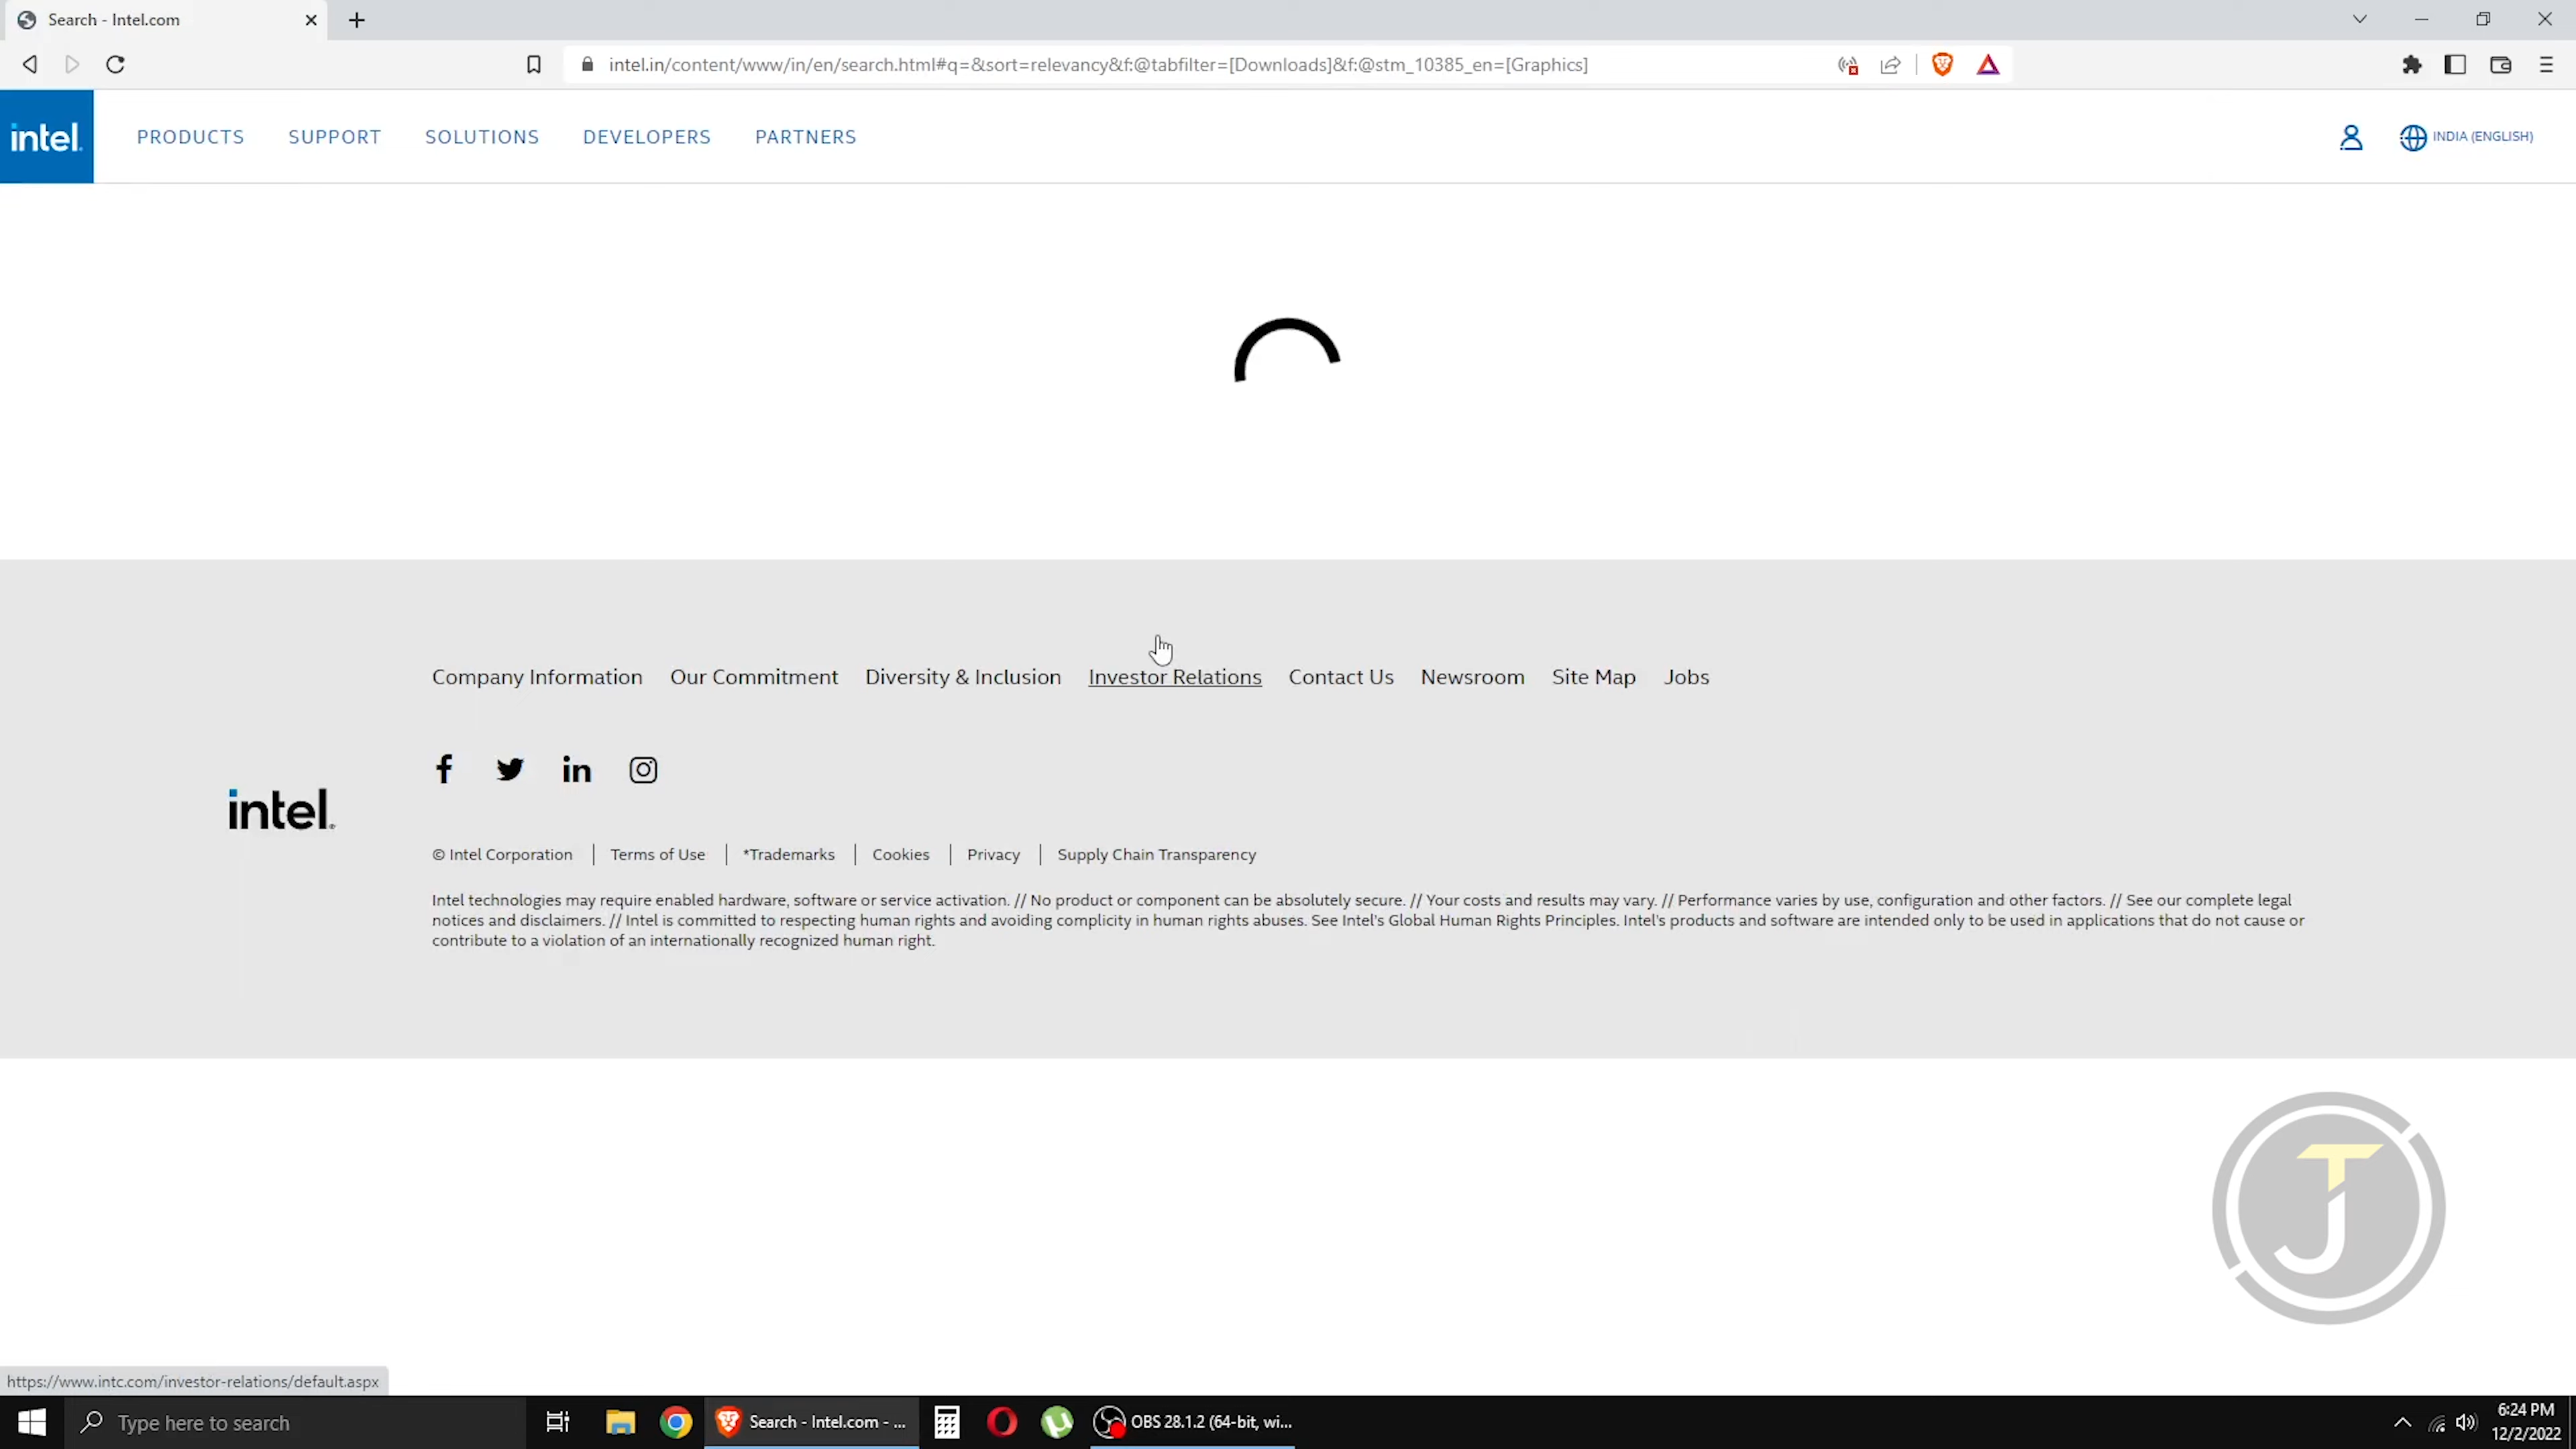 Search - Intel.com
intel.in/content/www/in/en/search.html#q=&sort=relevancy&f:@tabfilter=[Downloads]&f:@stm_10385_en=[Graphics]
intel. PRODUCTS SUPPORT SOLUTIONS DEVELOPERS PARTNERS INDIA (ENGLISH)
Company Information Our Commitment Diversity & Inclusion Investor Relations Contact Us Newsroom Site Map Jobs
f in
intel.
© Intel Corporation | Terms of Use | *Trademarks | Cookies | Privacy | Supply Chain Transparency
Intel technologies may require enabled hardware, software or service activation. // No product or component can be absolutely secure. // Your costs and results may vary. // Performance varies by use, configuration and other factors. // See our complete legal
notices and disclaimers. // Intel is committed to respecting human rights and avoiding complicity in human rights abuses. See Intel's Global Human Rights Principles. Intel's products and software are intended only to be used in applications that do not cause or
contribute to a violation of an internationally recognized human right.
TJ
https://www.intc.com/investor-relations/default.aspx
Type here to search Search - Intel.com - ... OBS 28.1.2 (64-bit, wi... 6:24 PM
12/2/2022